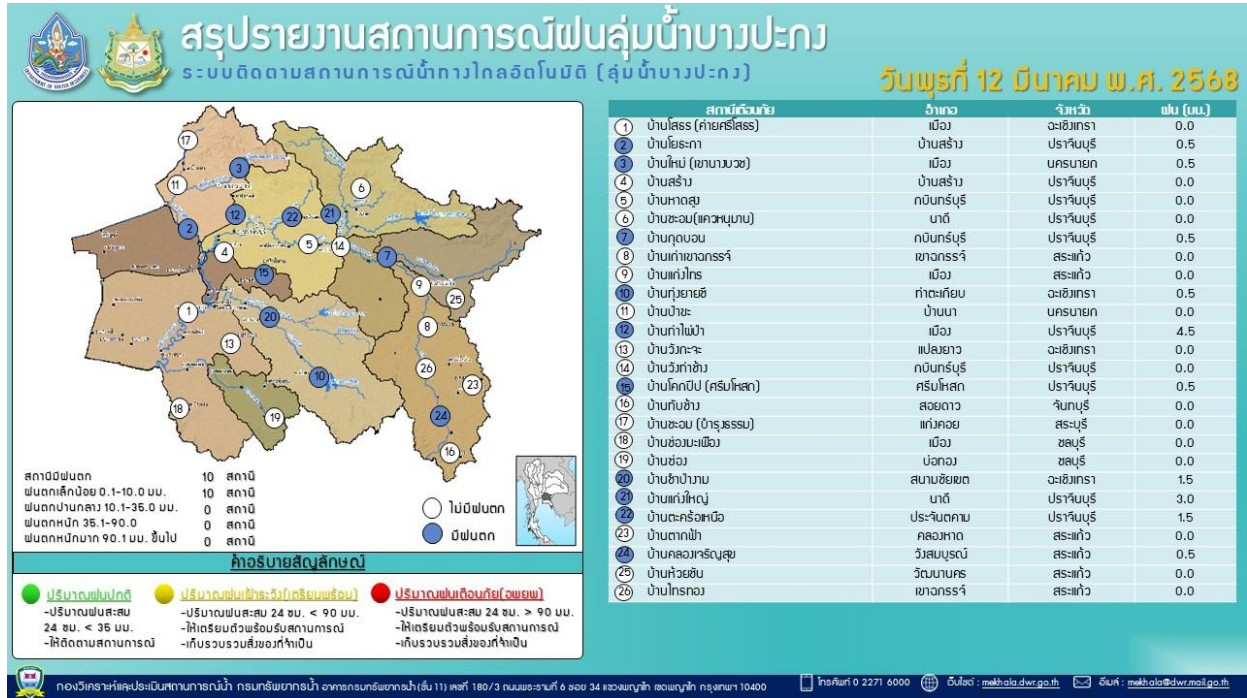 สรุปรายงานสถานการณ์ฝนลุ่มน้ำบางปะกง
ระบบติดตามสถานการณ์น้ำทางไกลอัตโนมัติ (ลุ่มน้ำบางปะกง)
วันพุธที่ 12 มีนาคม พ.ศ. 2568
สถานีเตือนภัย อำเภอ จังหวัด ฝน (มม.)
1 บ้านโสธร (ค่ายศรีโสธร) เมือง ฉะเชิงเทรา 0.0
2 บ้านโยธะกา บ้านสร้าง ปราจีนบุรี 0.5
3 บ้านใหม่ (เขานางบวช) เมือง นครนายก 0.5
4 บ้านสร้าง บ้านสร้าง ปราจีนบุรี 0.0
5 บ้านหาดสูง กบินทร์บุรี ปราจีนบุรี 0.0
6 บ้านชะอม(แควหนุมาน) นาดี ปราจีนบุรี 0.0
7 บ้านกุดบอน กบินทร์บุรี ปราจีนบุรี 0.5
8 บ้านเก่าเขาฉกรรจ์ เขาฉกรรจ์ สระแก้ว 0.0
9 บ้านแก่งไทร เมือง สระแก้ว 0.0
10 บ้านทุ่งยายชี ท่าตะเกียบ ฉะเชิงเทรา 0.5
11 บ้านป่าขะ บ้านนา นครนายก 0.0
12 บ้านท่าไผ่ป่า เมือง ปราจีนบุรี 4.5
13 บ้านวังกะจะ แปลงยาว ฉะเชิงเทรา 0.0
14 บ้านวังท่าช้าง กบินทร์บุรี ปราจีนบุรี 0.0
15 บ้านโคกปีป (ศรีมโหสถ) ศรีมโหสถ ปราจีนบุรี 0.5
16 บ้านทับช้าง สอยดาว จันทบุรี 0.0
17 บ้านชะอม (บำรุงธรรม) แก่งคอย สระบุรี 0.0
18 บ้านช่องมะเฟือง เมือง ชลบุรี 0.0
19 บ้านช่อง บ่อทอง ชลบุรี 0.0
20 บ้านชำป่างาม สนามชัยเขต ฉะเชิงเทรา 1.5
21 บ้านแก่งใหญ่ นาดี ปราจีนบุรี 3.0
22 บ้านตะคร้อเหนือ ประจันตคาม ปราจีนบุรี 1.5
23 บ้านตากฟ้า คลองหาด สระแก้ว 0.0
24 บ้านคลองเจริญสุข วังสมบูรณ์ สระแก้ว 0.5
25 บ้านห้วยชัน วัฒนานคร สระแก้ว 0.0
26 บ้านไทรทอง เขาฉกรรจ์ สระแก้ว 0.0
17
3
6
11
12
22
21
2
4
5
14
7
15
9
25
1
20
8
13
26
10
23
18
19
24
16
สถานีมีฝนตก 10 สถานี
ฝนตกเล็กน้อย 0.1-10.0 มม. 10 สถานี
ฝนตกปานกลาง 10.1-35.0 มม. 0 สถานี
ฝนตกหนัก 35.1-90.0 0 สถานี
ฝนตกหนักมาก 90.1 มม. ขึ้นไป 0 สถานี
ไม่มีฝนตก
มีฝนตก
คำอธิบายสัญลักษณ์
ปริมาณฝนปกติ
-ปริมาณฝนสะสม
24 ชม. < 35 มม.
-ให้ติดตามสถานการณ์
ปริมาณฝนเฝ้าระวัง(เตรียมพร้อม)
-ปริมาณฝนสะสม 24 ชม. < 90 มม.
-ให้เตรียมตัวพร้อมรับสถานการณ์
-เก็บรวบรวมสิ่งของที่จำเป็น
ปริมาณฝนเตือนภัย(อพยพ)
-ปริมาณฝนสะสม 24 ชม. > 90 มม.
-ให้เตรียมตัวพร้อมรับสถานการณ์
-เก็บรวบรวมสิ่งของที่จำเป็น
กองวิเคราะห์และประเมินสถานการณ์น้ำ กรมทรัพยากรน้ำ อาคารกรมทรัพยากรน้ำ (ชั้น 11) เลขที่ 180/3 ถนนพระรามที่ 6 ซอย 34 แขวงพญาไท เขตพญาไท กรุงเทพฯ 10400 โทรศัพท์ 0 2271 6000 เว็บไซต์ : mekhala.dwr.go.th อีเมล์ : mekhala@dwr.mail.go.th